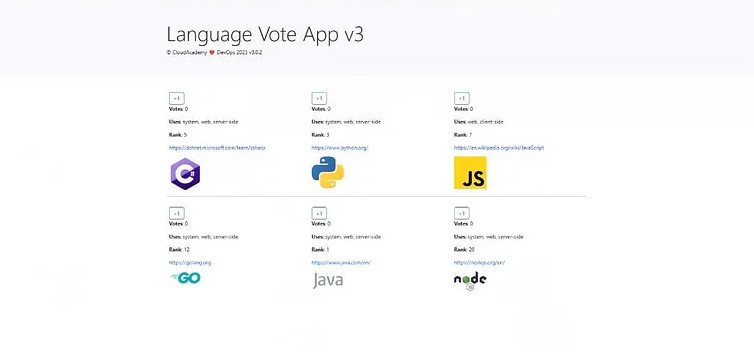 Language Vote App v3
© CloudAcademy ❤ DevOps 2023 v3.0.2
+1
Votes: 0
Uses: system, web, server-side
Rank: 5
https://dotnet.microsoft.com/learn/csharp
C#
+1
Votes: 0
Uses: system, web, server-side
Rank: 3
https://www.python.org/
+1
Votes: 0
Uses: web, client-side
Rank: 7
https://en.wikipedia.org/wiki/JavaScript
JS
+1
Votes: 0
Uses: system, web, server-side
Rank: 12
https://golang.org
GO
+1
Votes: 0
Uses: system, web, server-side
Rank: 1
https://www.java.com/en/
Java
+1
Votes: 0
Uses: system, web, server-side
Rank: 20
https://nodejs.org/en/
node